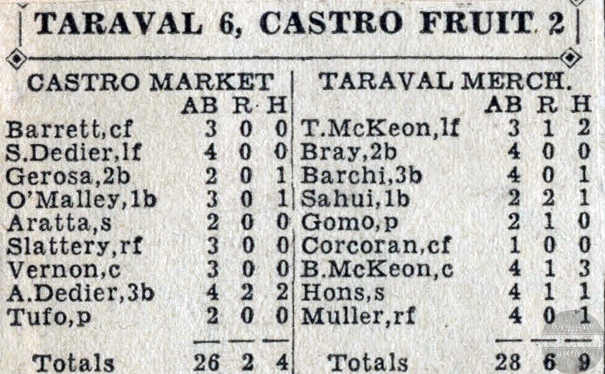 TARAVAL 6, CASTRO FRUIT 2
CASTRO MARKET
AB R H
Barrett,cf 3 0 0
S.Dedier,lf 4 0 0
Gerosa,2b 2 0 1
O'Malley,1b 3 0 1
Aratta,s 2 0 0
Slattery,rf 3 0 0
Vernon,c 3 0 0
A.Dedier,3b 4 2 2
Tufo,p 2 0 0
Totals 26 2 4
TARAVAL MERCH.
AB R H
T.McKeon,lf 3 1 2
Bray,2b 4 0 0
Barchi,3b 4 0 1
Sahui,1b 2 2 1
Gomo,p 2 1 0
Corcoran,cf 1 0 0
B.McKeon,c 4 1 3
Hons,s 4 1 1
Muller,rf 4 0 1
Totals 28 6 9